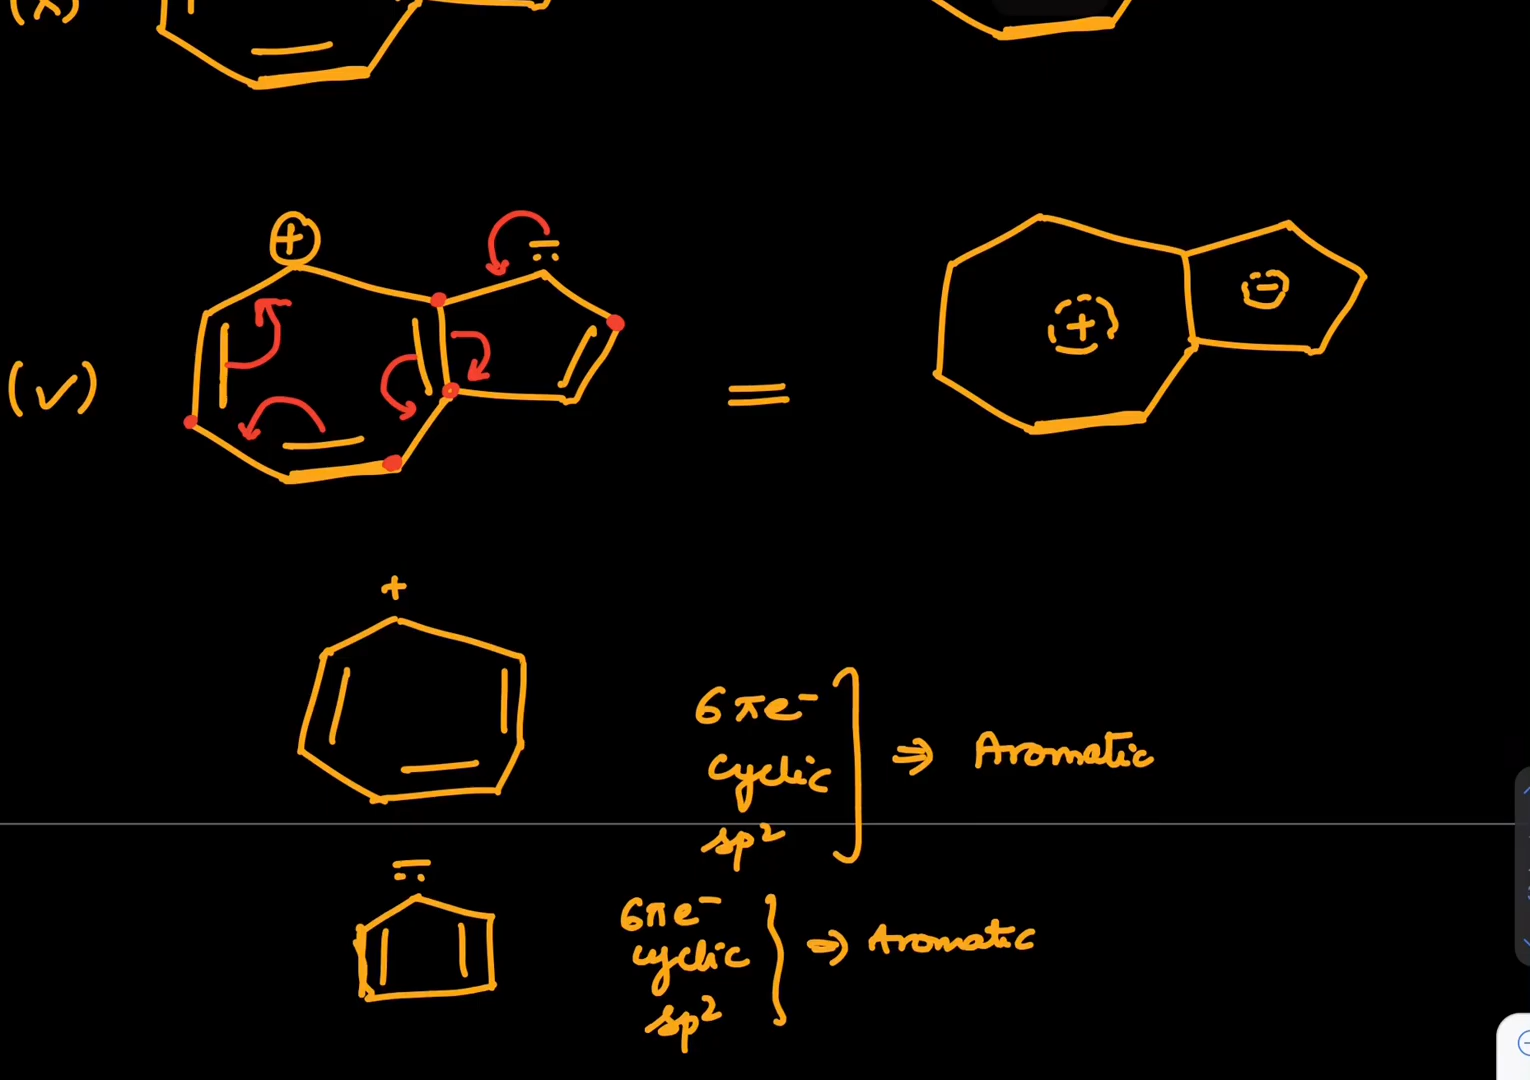 (x)
(✓)
+
–
=
+
–
+
6πe⁻
cyclic
sp²
⇒ Aromatic
–
6πe⁻
cyclic
sp²
⇒ Aromatic